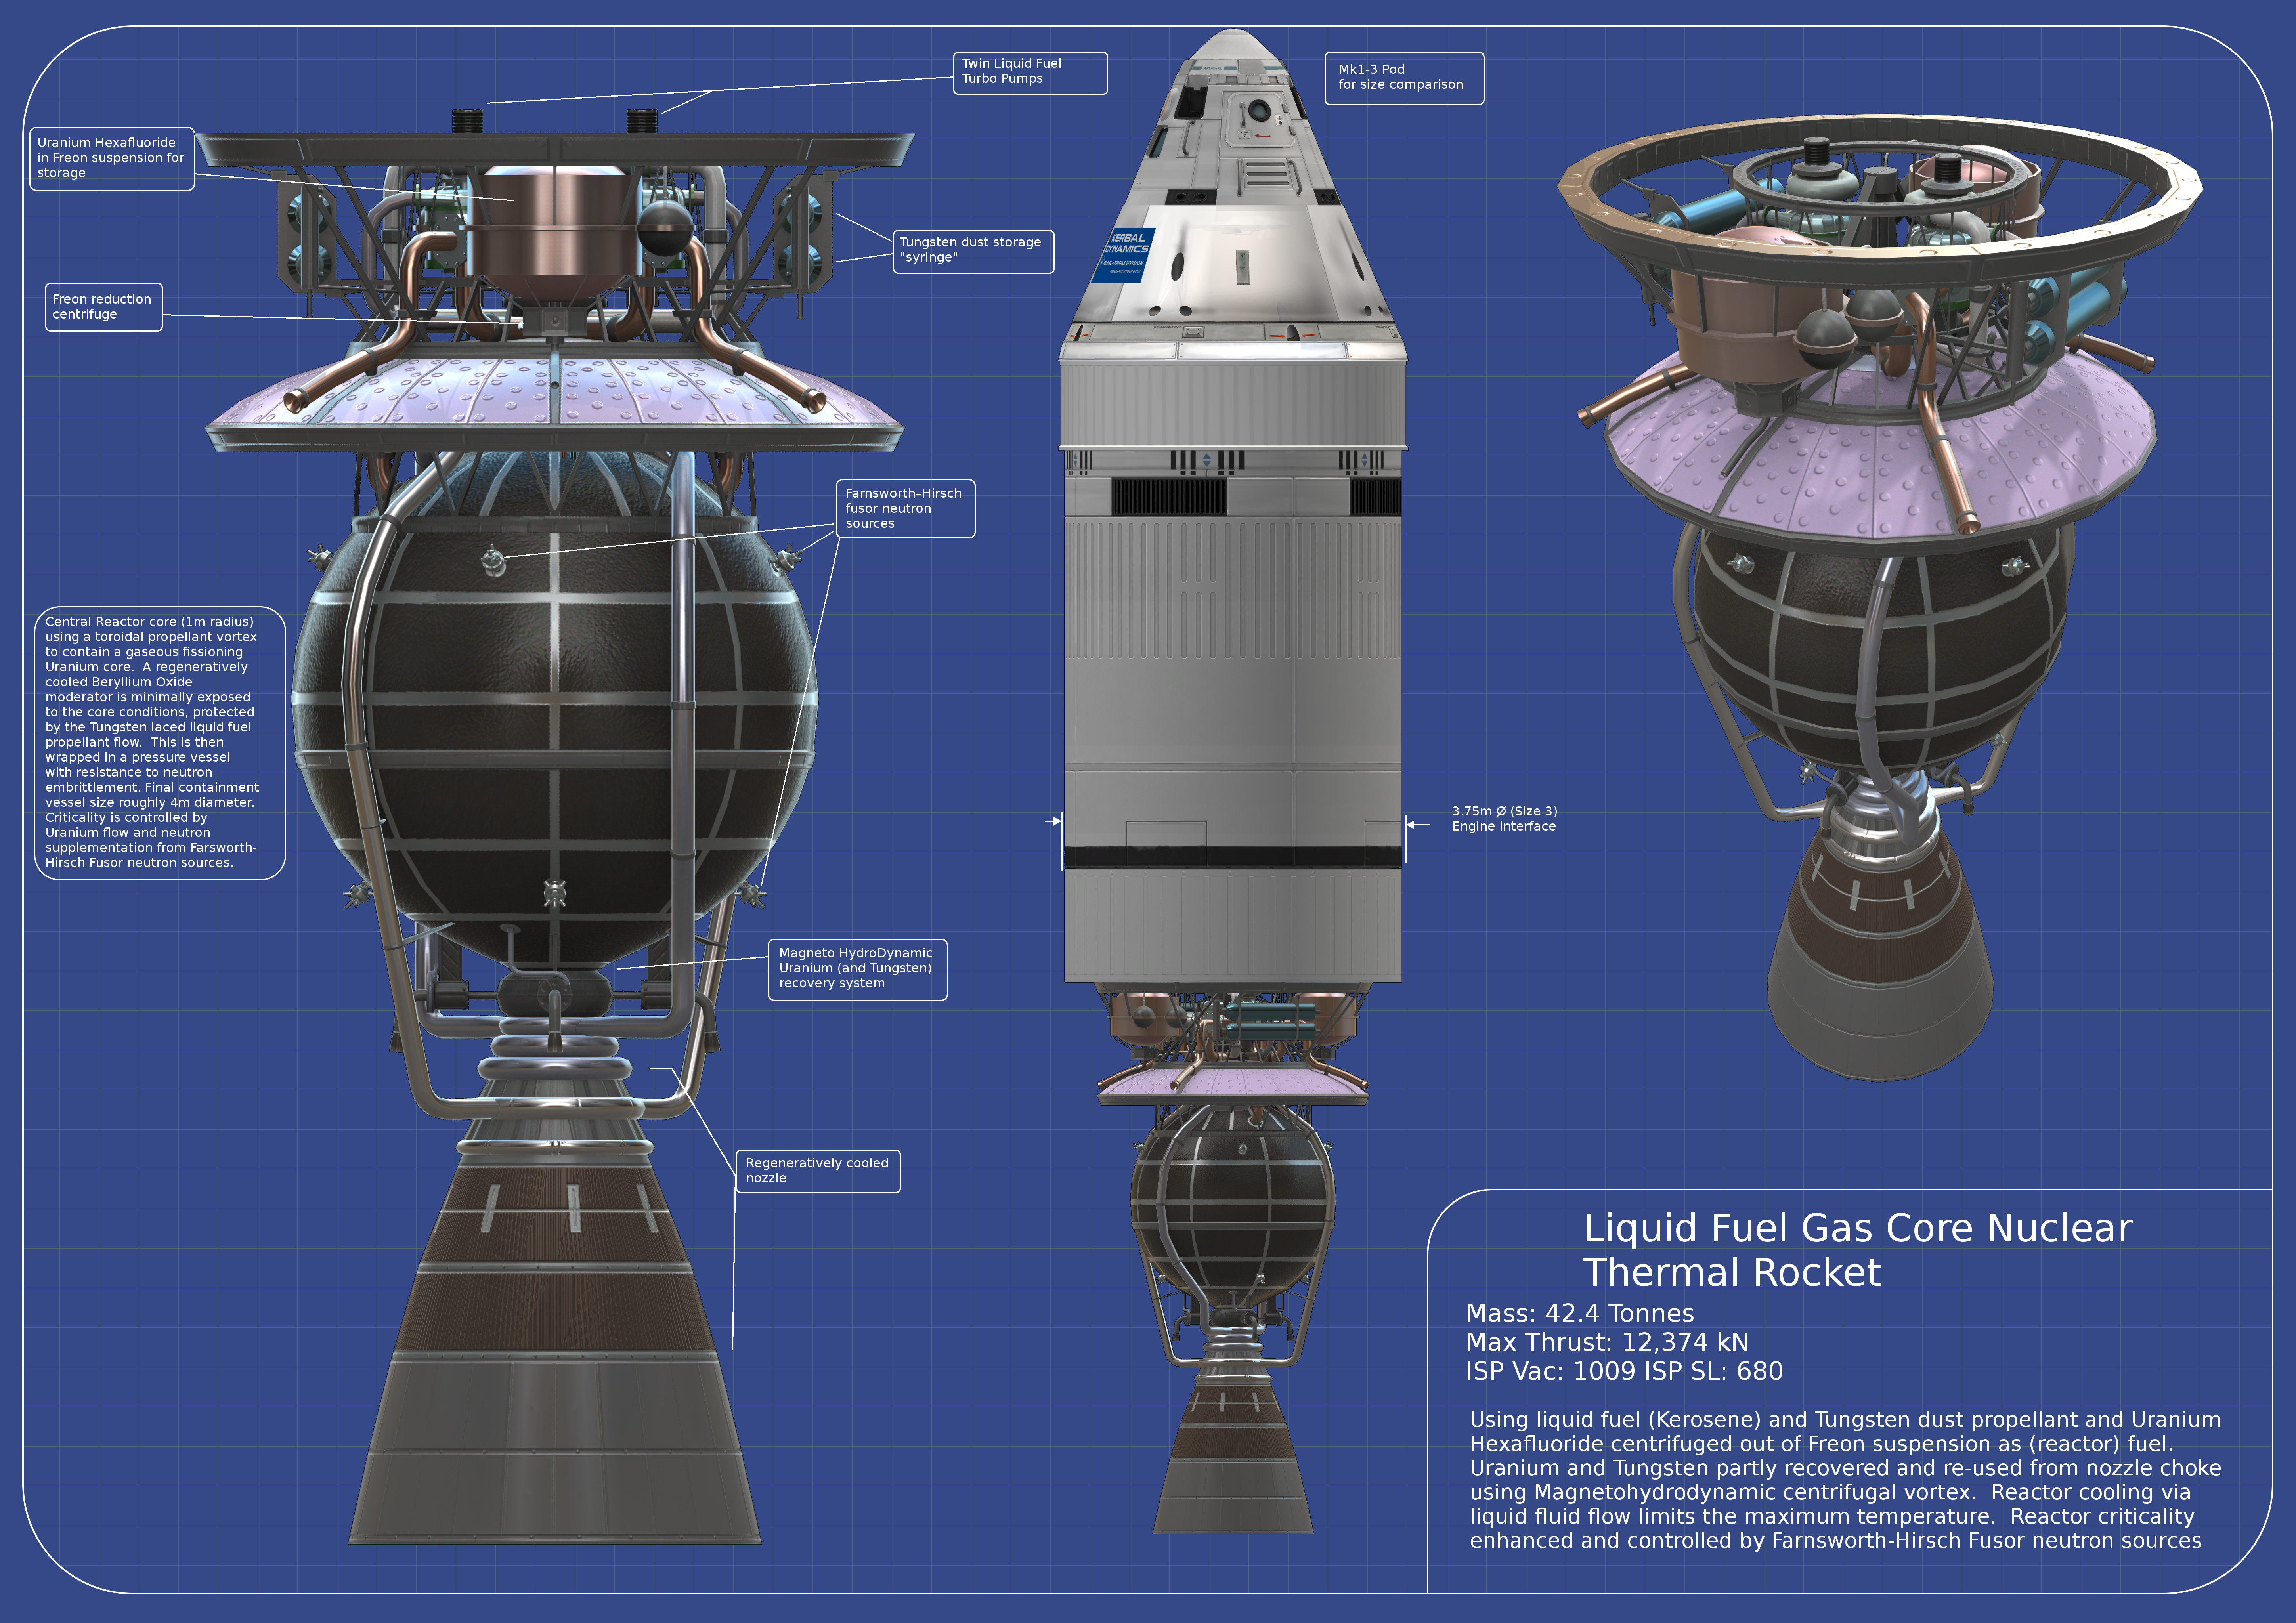 Twin Liquid Fuel
Turbo Pumps
Mk1-3 Pod
for size comparison
Uranium Hexafluoride
in Freon suspension for
storage
Tungsten dust storage
"syringe"
KERBAL
DYNAMICS
Freon reduction
centrifuge
Farnsworth–Hirsch
fusor neutron
sources
Central Reactor core (1m radius)
using a toroidal propellant vortex
to contain a gaseous fissioning
Uranium core.  A regeneratively
cooled Beryllium Oxide
moderator is minimally exposed
to the core conditions, protected
by the Tungsten laced liquid fuel
propellant flow.  This is then
wrapped in a pressure vessel
with resistance to neutron
embrittlement. Final containment
vessel size roughly 4m diameter.
Criticality is controlled by
Uranium flow and neutron
supplementation from Farsworth-
Hirsch Fusor neutron sources.
3.75m Ø (Size 3)
Engine Interface
Magneto HydroDynamic
Uranium (and Tungsten)
recovery system
Regeneratively cooled
nozzle
Liquid Fuel Gas Core Nuclear
Thermal Rocket
Mass: 42.4 Tonnes
Max Thrust: 12,374 kN
ISP Vac: 1009 ISP SL: 680
Using liquid fuel (Kerosene) and Tungsten dust propellant and Uranium
Hexafluoride centrifuged out of Freon suspension as (reactor) fuel.
Uranium and Tungsten partly recovered and re-used from nozzle choke
using Magnetohydrodynamic centrifugal vortex.  Reactor cooling via
liquid fluid flow limits the maximum temperature.  Reactor criticality
enhanced and controlled by Farnsworth-Hirsch Fusor neutron sources